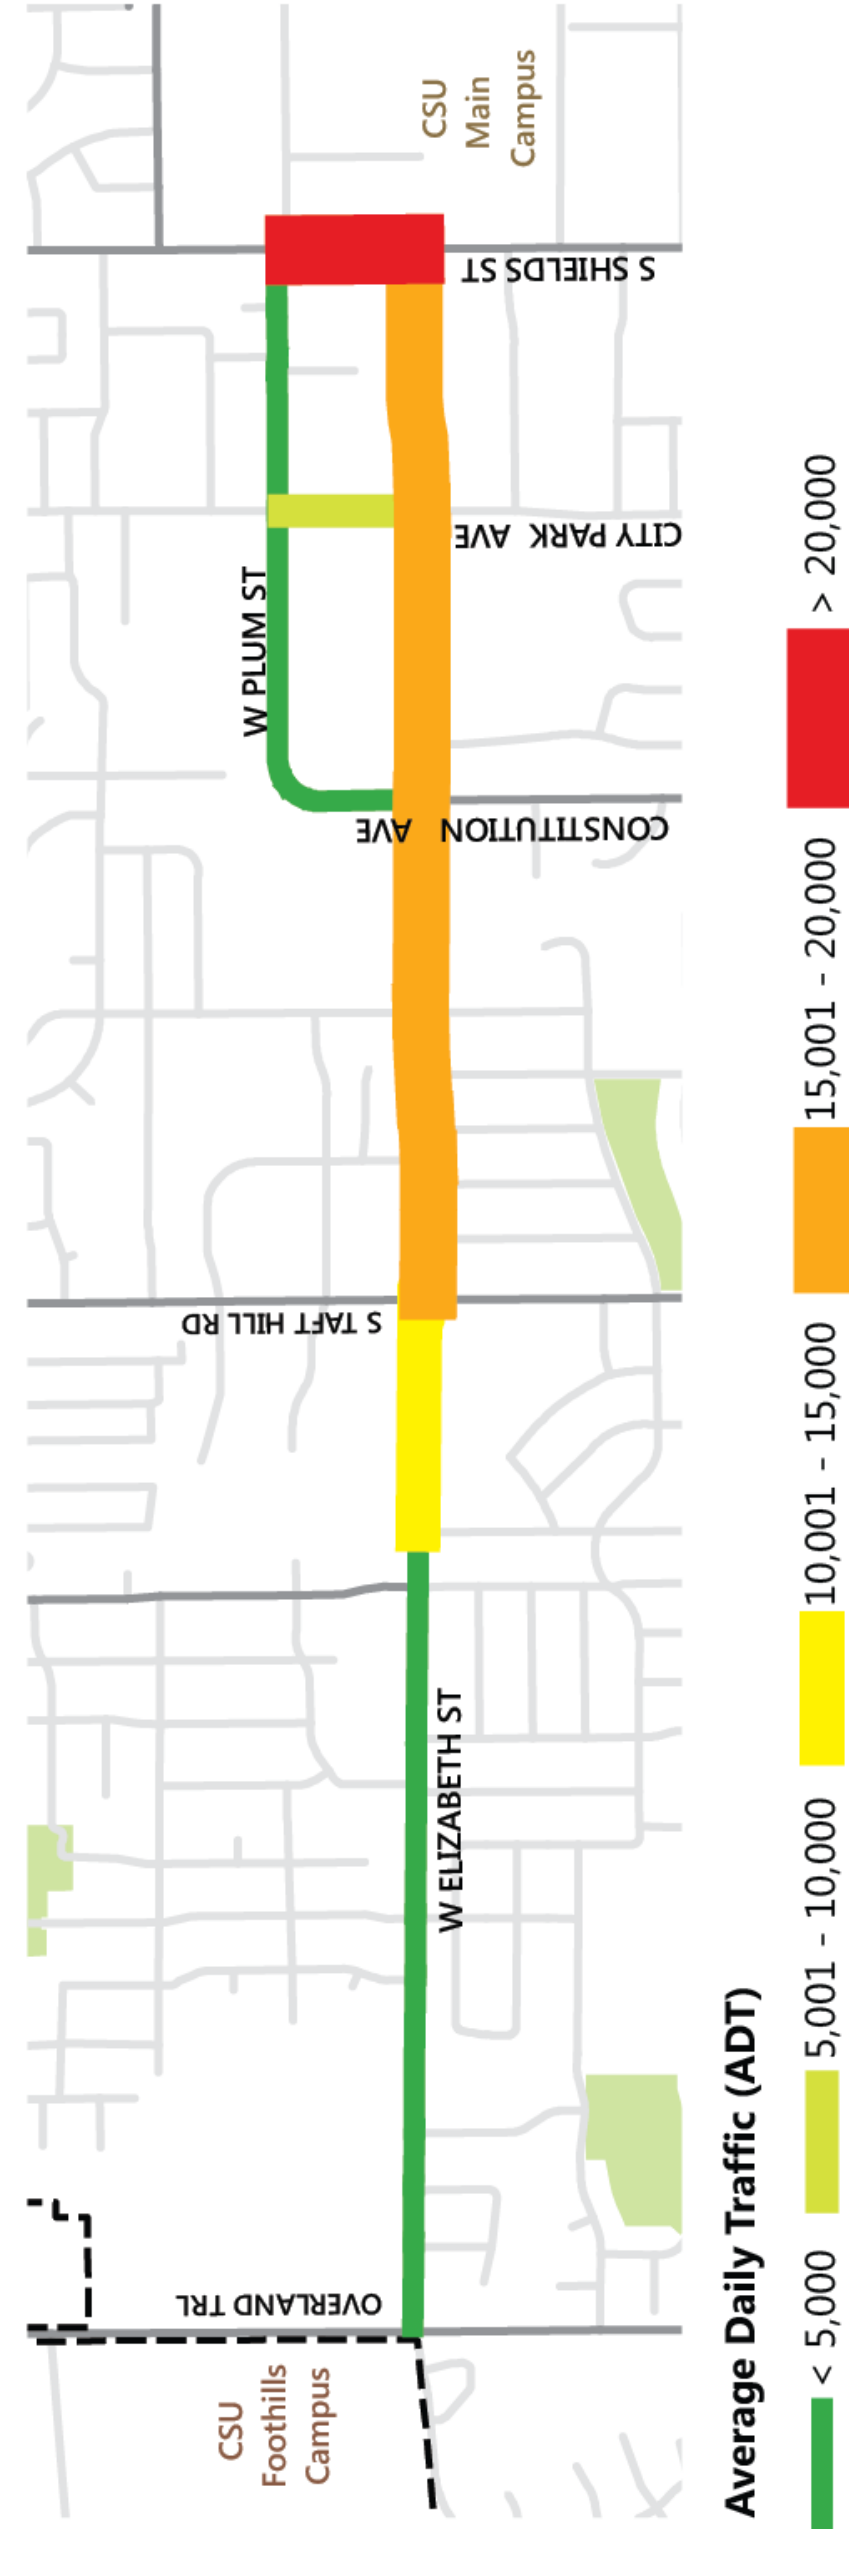 CSU
Main
Campus
S SHIELDS ST
CITY PARK AVE
W PLUM ST
CONSTITUTION AVE
S TAFT HILL RD
W ELIZABETH ST
OVERLAND TRL
CSU
Foothills
Campus
Average Daily Traffic (ADT)
< 5,000 5,001 - 10,000 10,001 - 15,000 15,001 - 20,000 > 20,000